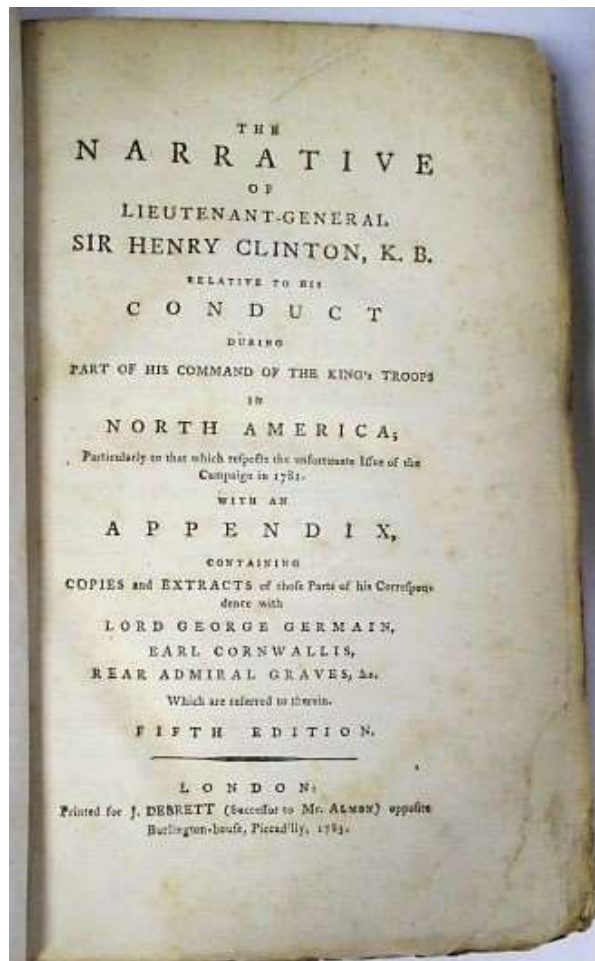 THE
NARRATIVE
OF
LIEUTENANT-GENERAL
SIR HENRY CLINTON, K. B.
RELATIVE TO HIS
CONDUCT
DURING
PART OF HIS COMMAND OF THE KING's TROOPS
IN
NORTH AMERICA;
Particularly to that which reſpects the unfortunate Iſſue of the
Campaign in 1781.
WITH AN
APPENDIX,
CONTAINING
COPIES and EXTRACTS of thoſe Parts of his Correſpon-
dence with
LORD GEORGE GERMAIN,
EARL CORNWALLIS,
REAR ADMIRAL GRAVES, &c.
Which are referred to therein.
FIFTH EDITION.
LONDON:
Printed for J. DEBRETT (Succeſſor to Mr. ALMON) oppoſite
Burlington-houſe, Piccadilly, 1783.